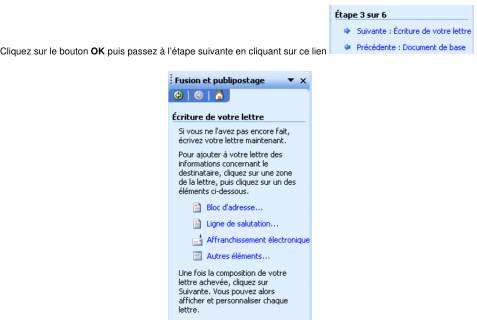 Étape 3 sur 6
Suivante : Écriture de votre lettre
Précédente : Document de base
Cliquez sur le bouton OK puis passez à l'étape suivante en cliquant sur ce lien
Fusion et publipostage
Écriture de votre lettre
Si vous ne l'avez pas encore fait,
écrivez votre lettre maintenant.
Pour ajouter à votre lettre des
informations concernant le
destinataire, cliquez sur une zone
de la lettre, puis cliquez sur un des
éléments ci-dessous.
Bloc d'adresse...
Ligne de salutation...
Affranchissement électronique
Autres éléments...
Une fois la composition de votre
lettre achevée, cliquez sur
Suivante. Vous pouvez alors
afficher et personnaliser chaque
lettre.